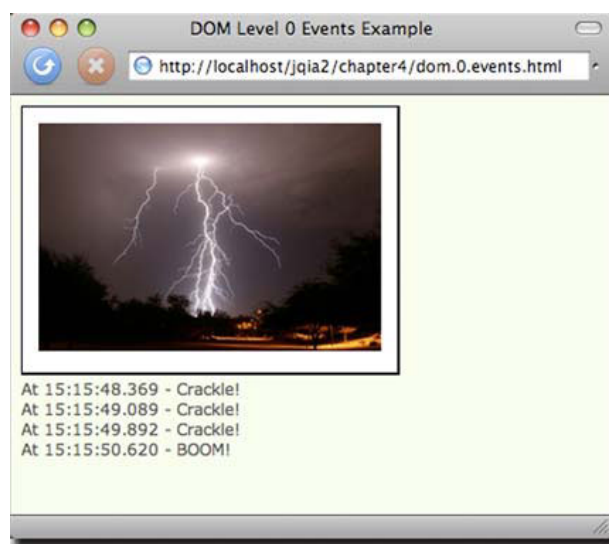 DOM Level 0 Events Example
http://localhost/jqia2/chapter4/dom.0.events.html
At 15:15:48.369 - Crackle!
At 15:15:49.089 - Crackle!
At 15:15:49.892 - Crackle!
At 15:15:50.620 - BOOM!